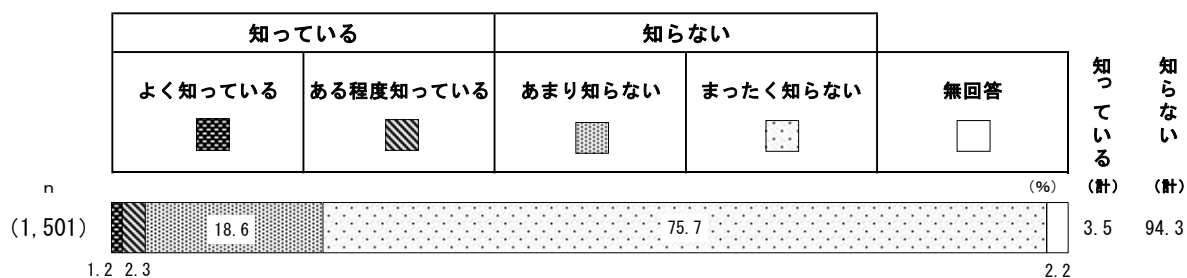 知っている 知らない
よく知っている ある程度知っている あまり知らない まったく知らない 無回答
知っている
(計)
知らない
(計)
n (%)
(1,501) 18.6 75.7 3.5 94.3
1.2 2.3 2.2